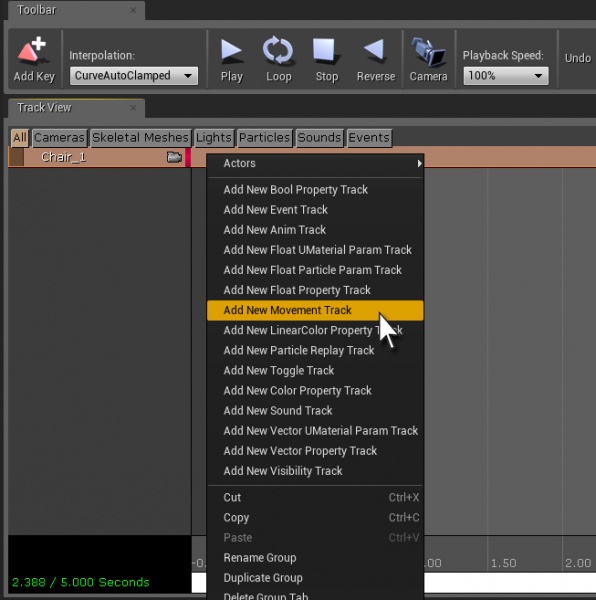 Toolbar
Add Key
Interpolation:
CurveAutoClamped
Play
Loop
Stop
Reverse
Camera
Playback Speed:
100%
Undo
Track View
All Cameras Skeletal Meshes Lights Particles Sounds Events
Chair_1
Actors
Add New Bool Property Track
Add New Event Track
Add New Anim Track
Add New Float UMaterial Param Track
Add New Float Particle Param Track
Add New Float Property Track
Add New Movement Track
Add New LinearColor Property Track
Add New Particle Replay Track
Add New Toggle Track
Add New Color Property Track
Add New Sound Track
Add New Vector UMaterial Param Track
Add New Vector Property Track
Add New Visibility Track
Cut Ctrl+X
Copy Ctrl+C
Paste Ctrl+V
Rename Group
Duplicate Group
Delete Group Tab
-0. .00 1.50 2.00
2.388 / 5.000 Seconds